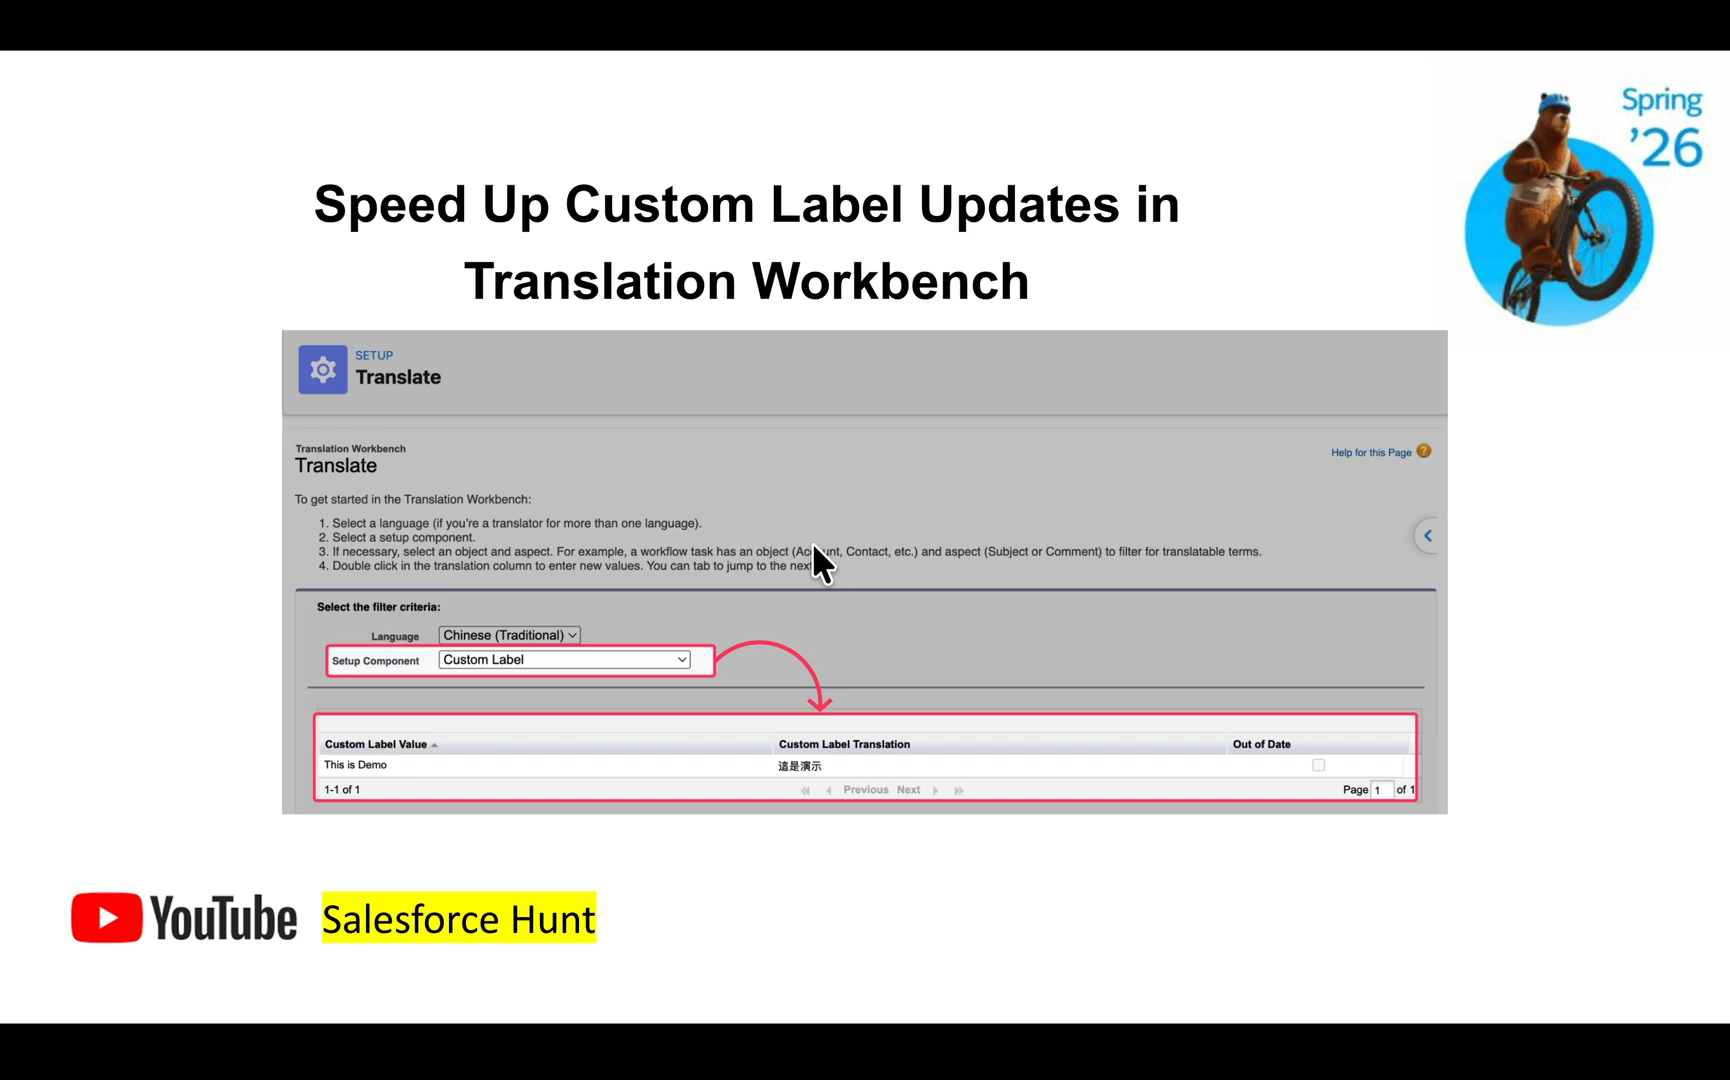 Spring
’26
Speed Up Custom Label Updates in
Translation Workbench
SETUP
Translate
Translation Workbench
Translate
Help for this Page ?
To get started in the Translation Workbench:
1. Select a language (if you're a translator for more than one language).
2. Select a setup component.
3. If necessary, select an object and aspect. For example, a workflow task has an object (Account, Contact, etc.) and aspect (Subject or Comment) to filter for translatable terms.
4. Double click in the translation column to enter new values. You can tab to jump to the next
Select the filter criteria:
Language Chinese (Traditional)
Setup Component Custom Label
Custom Label Value Custom Label Translation Out of Date
This is Demo 這是演示
1-1 of 1 Previous Next Page 1 of 1
YouTube Salesforce Hunt